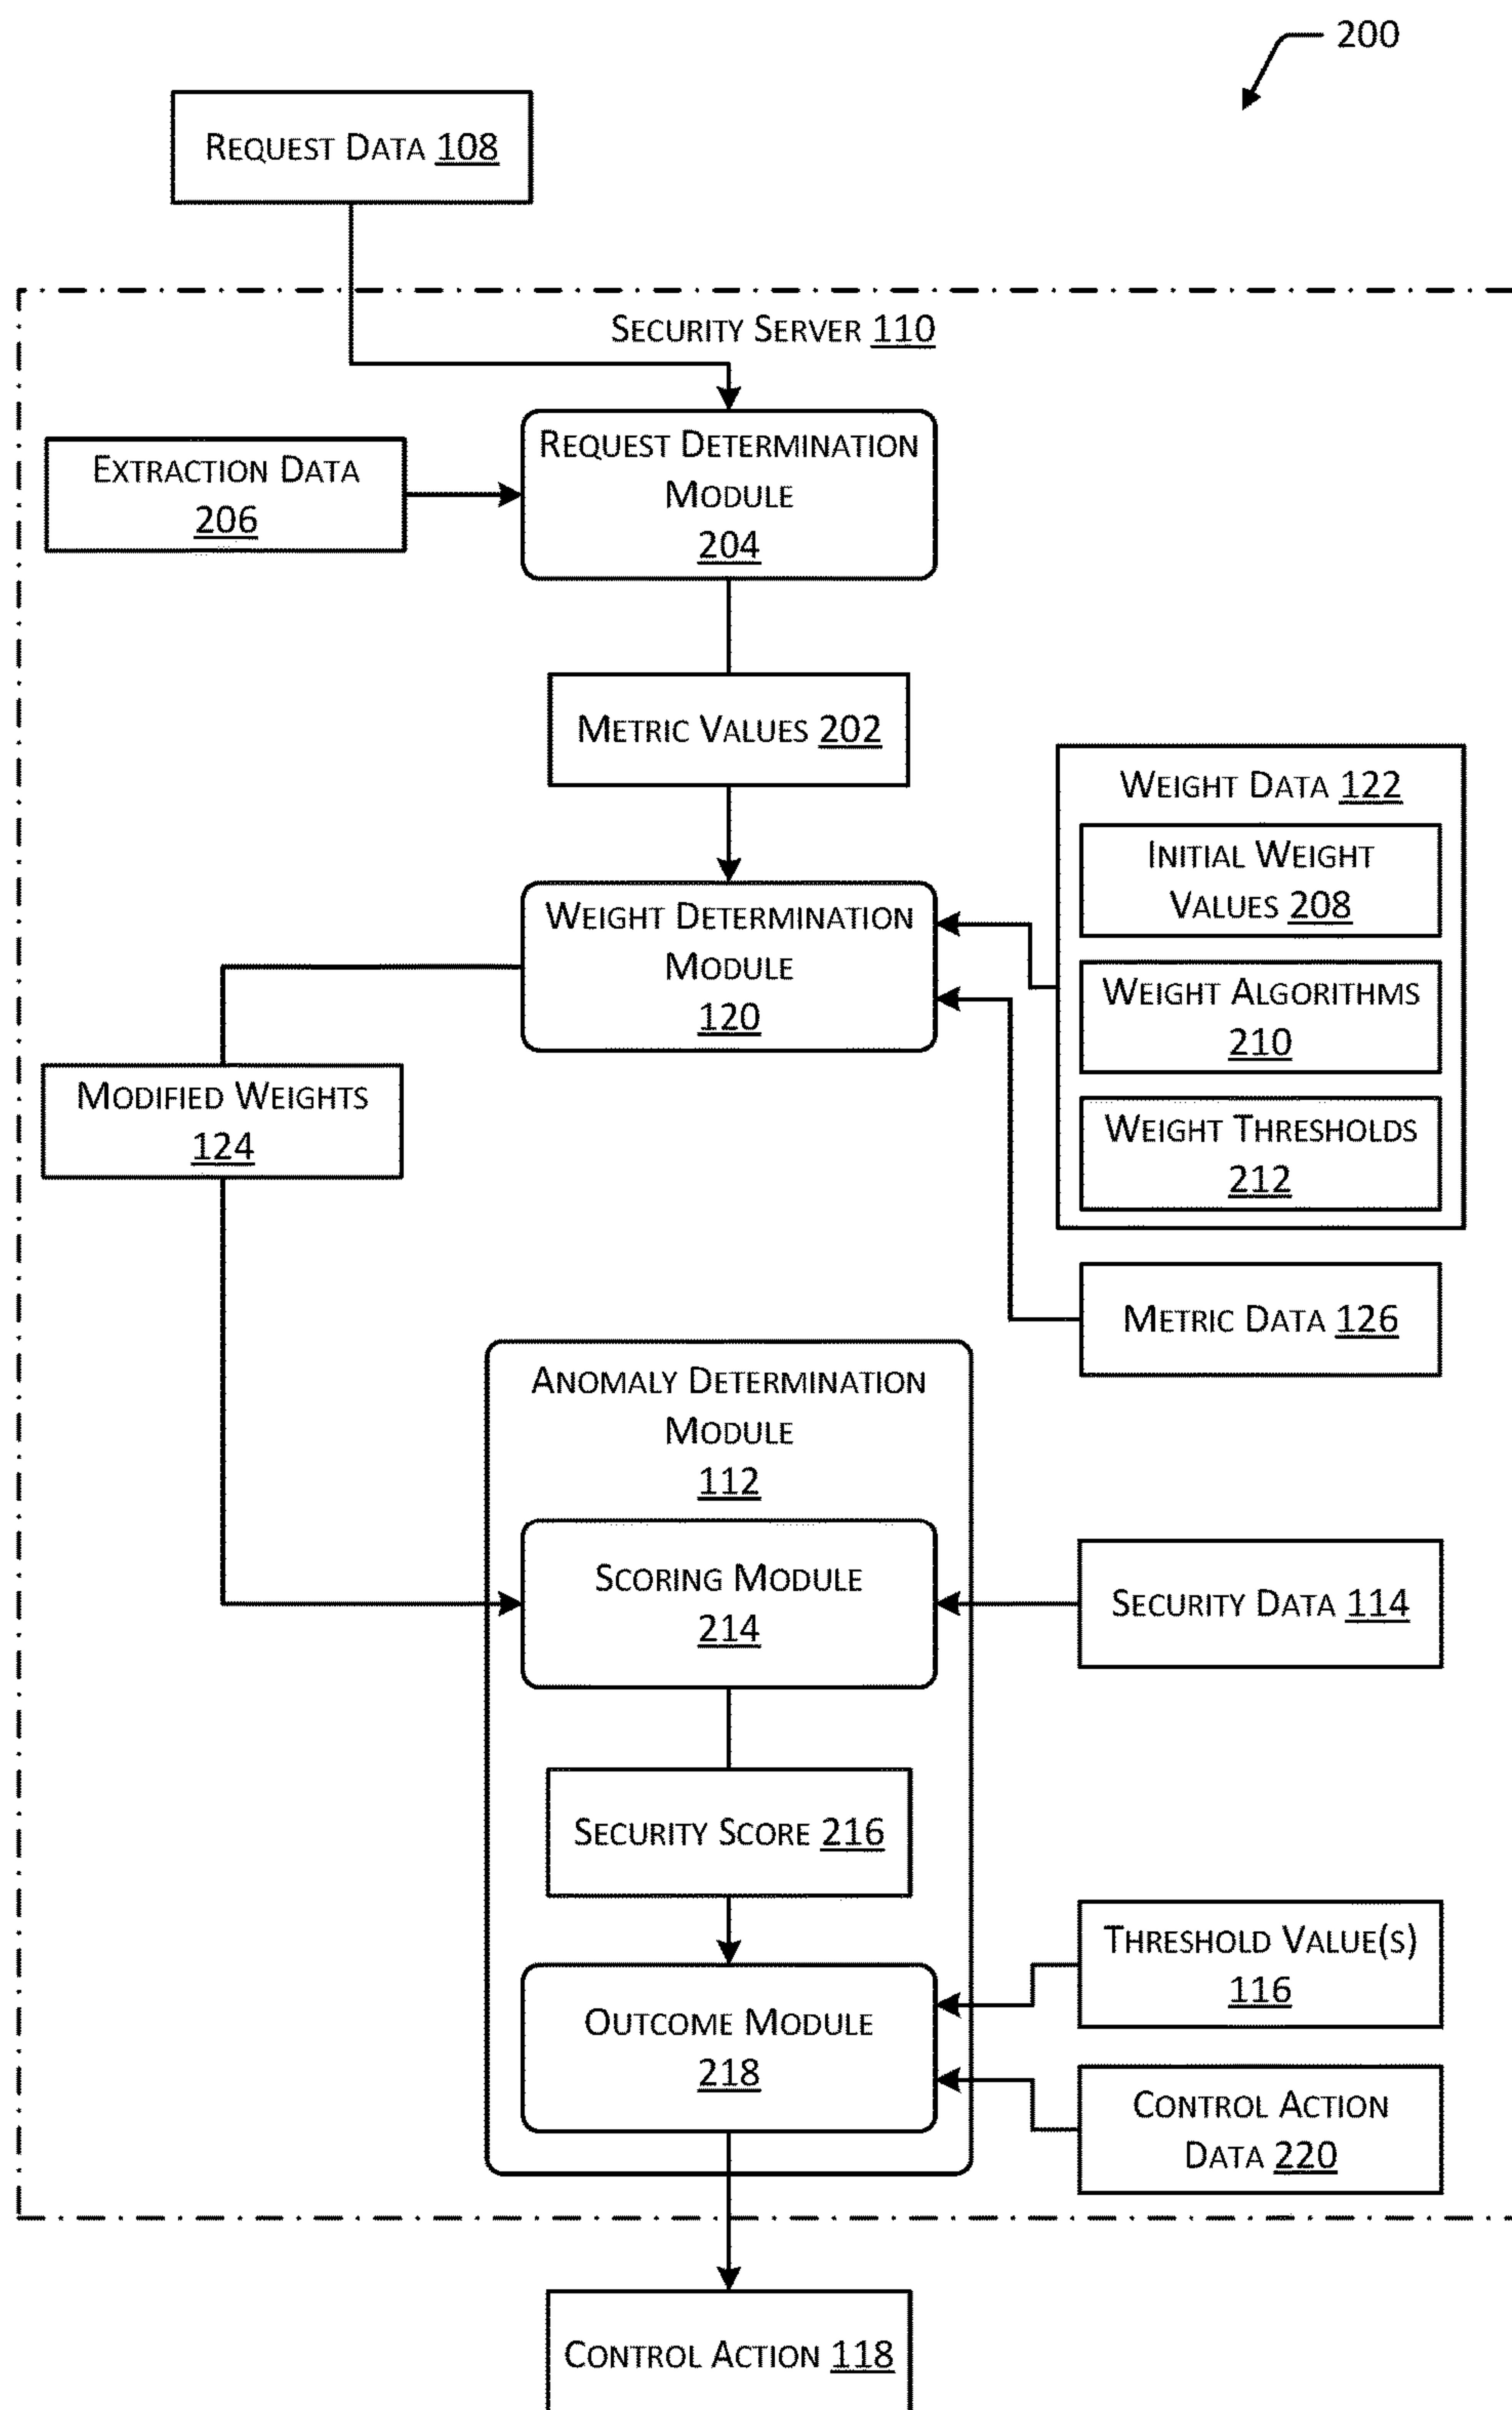 200
REQUEST DATA 108
SECURITY SERVER 110
REQUEST DETERMINATION
MODULE
204
EXTRACTION DATA
206
METRIC VALUES 202
WEIGHT DATA 122
INITIAL WEIGHT
VALUES 208
WEIGHT ALGORITHMS
210
WEIGHT THRESHOLDS
212
WEIGHT DETERMINATION
MODULE
120
MODIFIED WEIGHTS
124
METRIC DATA 126
ANOMALY DETERMINATION
MODULE
112
SCORING MODULE
214
SECURITY DATA 114
SECURITY SCORE 216
THRESHOLD VALUE(S)
116
OUTCOME MODULE
218
CONTROL ACTION
DATA 220
CONTROL ACTION 118